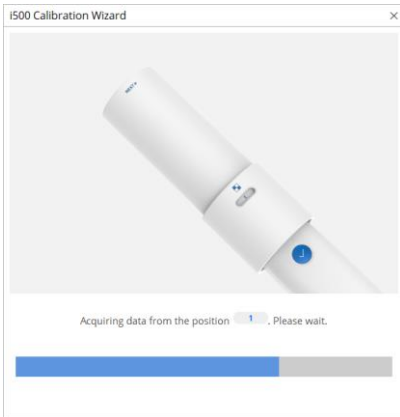 i500 Calibration Wizard
Acquiring data from the position 1 . Please wait.